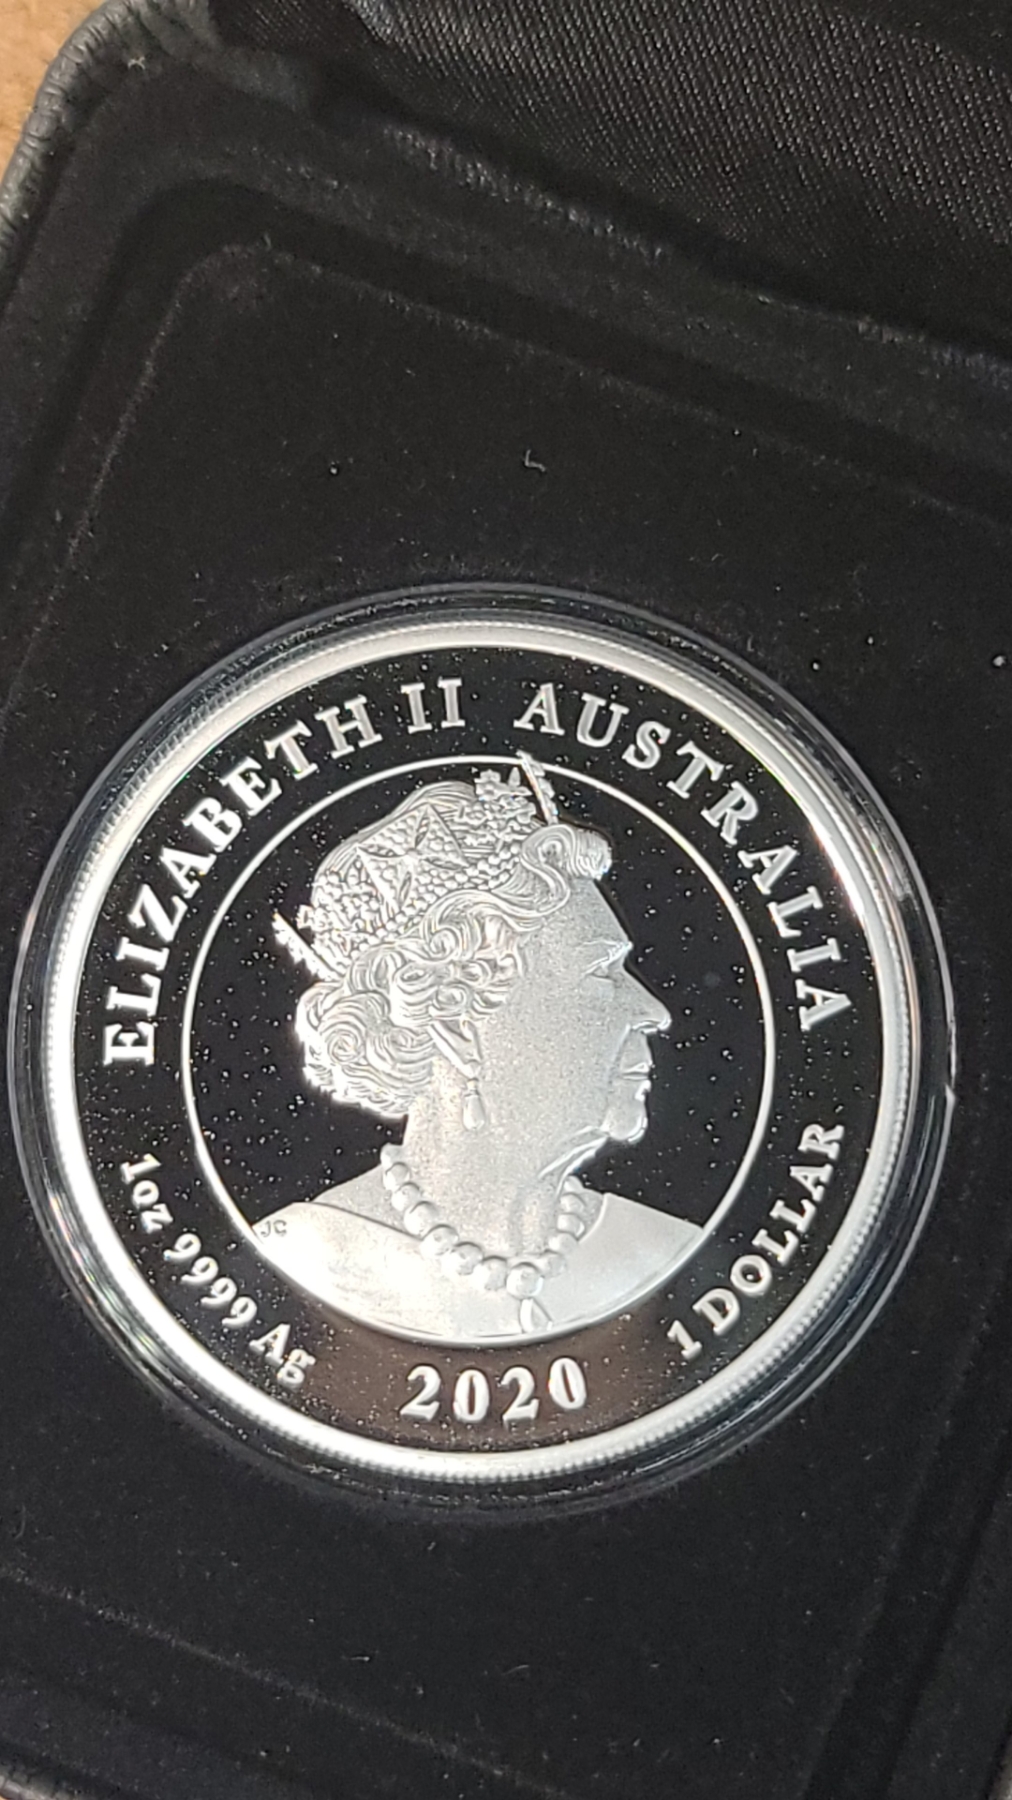 ELIZABETH II AUSTRALIA
1oz 9999 Ag
2020
1 DOLLAR
JC